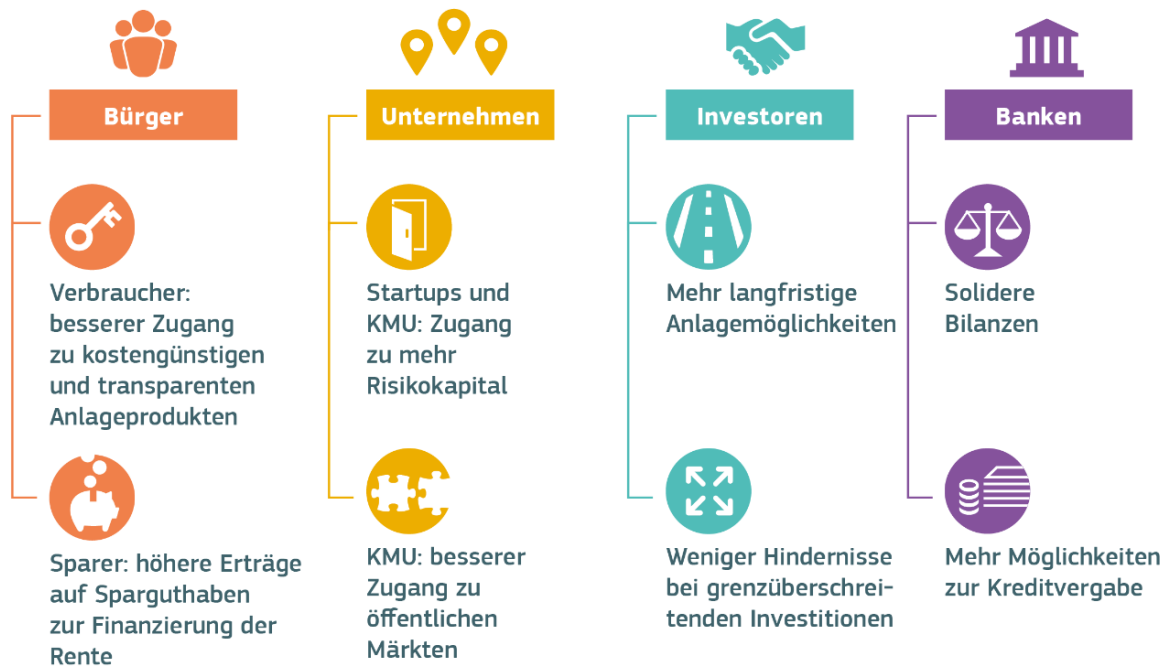 Bürger
Verbraucher:
besserer Zugang
zu kostengünstigen
und transparenten
Anlageprodukten
Sparer: höhere Erträge
auf Sparguthaben
zur Finanzierung der
Rente
Unternehmen
Startups und
KMU: Zugang
zu mehr
Risikokapital
KMU: besserer
Zugang zu
öffentlichen
Märkten
Investoren
Mehr langfristige
Anlagemöglichkeiten
Weniger Hindernisse
bei grenzüberschrei-
tenden Investitionen
Banken
Solidere
Bilanzen
Mehr Möglichkeiten
zur Kreditvergabe